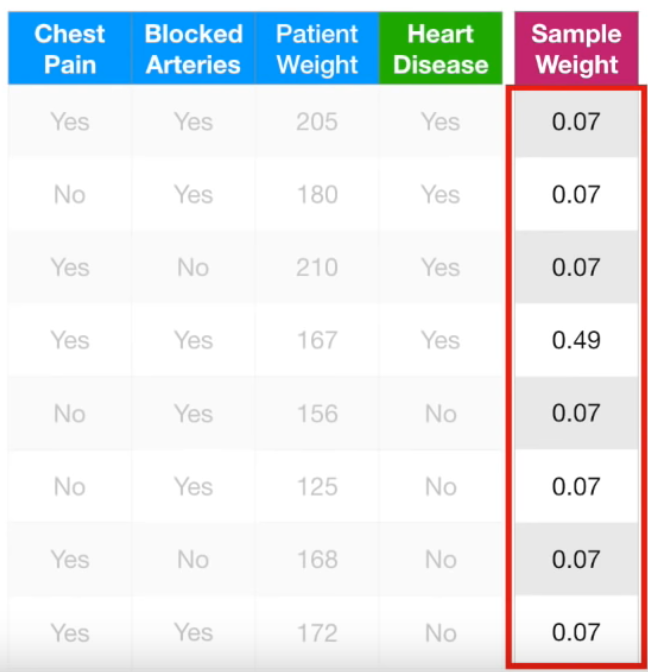 Chest Pain Blocked Arteries Patient Weight Heart Disease Sample Weight
Yes Yes 205 Yes 0.07
No Yes 180 Yes 0.07
Yes No 210 Yes 0.07
Yes Yes 167 Yes 0.49
No Yes 156 No 0.07
No Yes 125 No 0.07
Yes No 168 No 0.07
Yes Yes 172 No 0.07